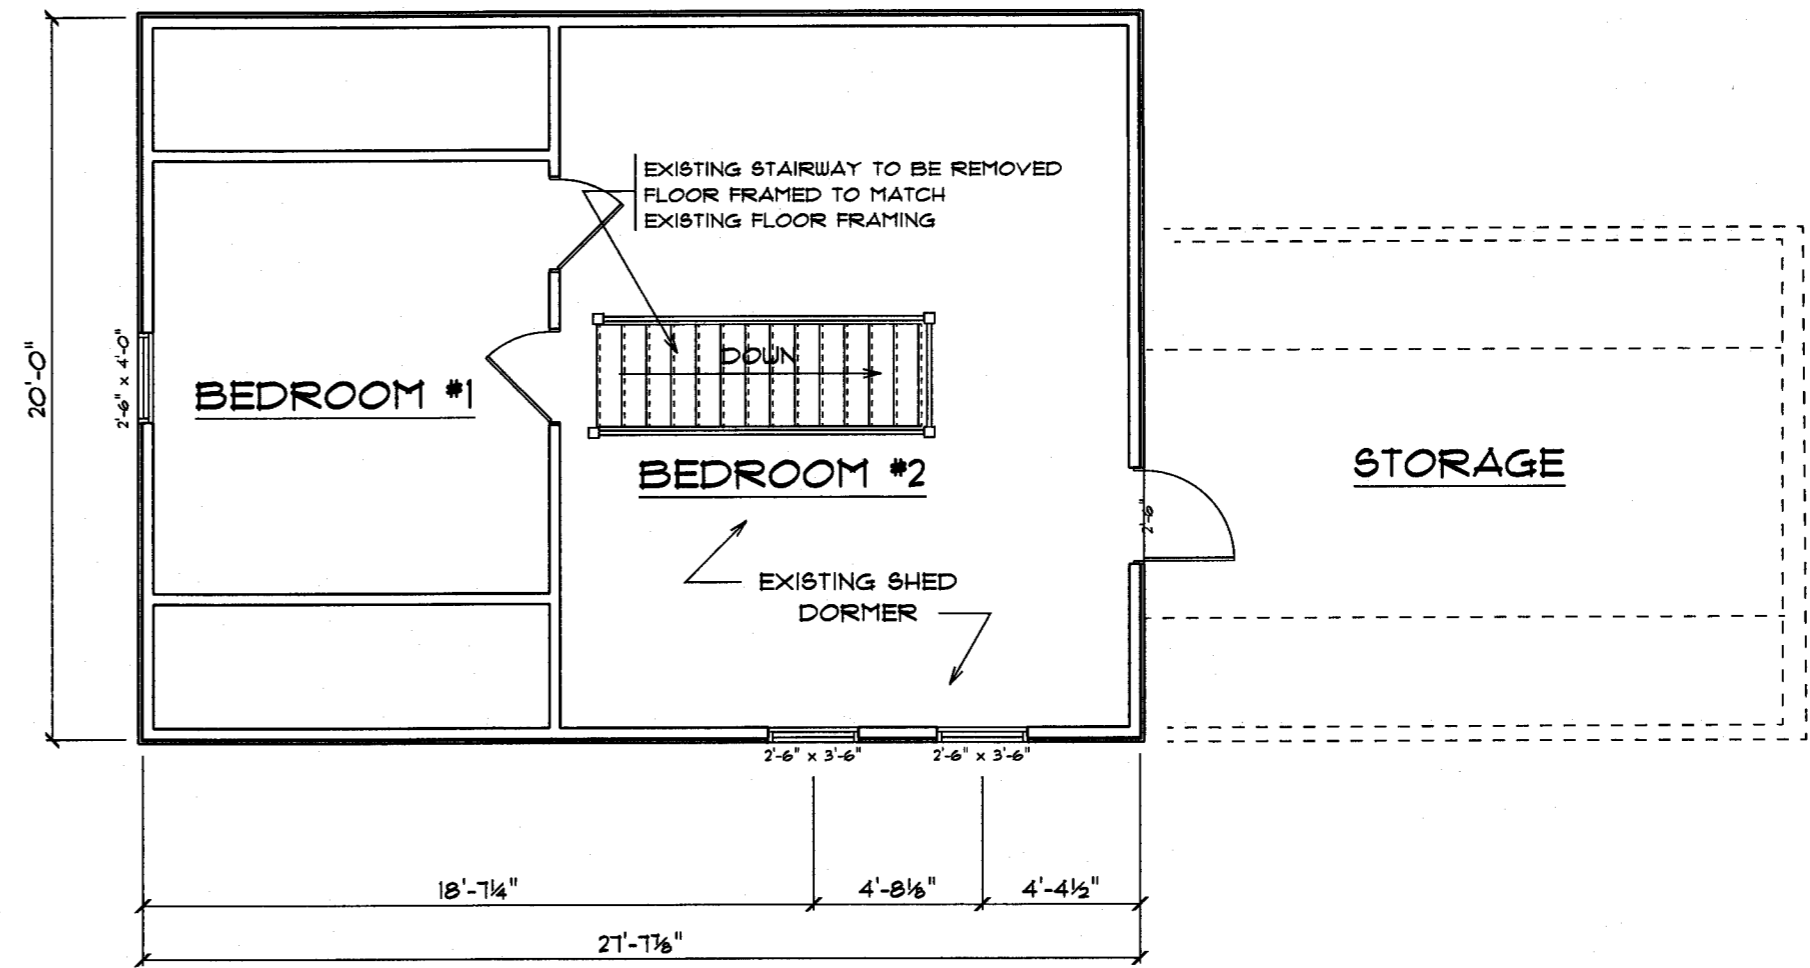 EXISTING STAIRWAY TO BE REMOVED
FLOOR FRAMED TO MATCH
EXISTING FLOOR FRAMING
20'-0"
2'-6" x 4'-0"
DOWN
BEDROOM #1
BEDROOM #2
STORAGE
2'-6"
EXISTING SHED
DORMER
2'-6" x 3'-6"
2'-6" x 3'-6"
18'-7¼"
4'-8⅛"
4'-4½"
27'-7⅞"